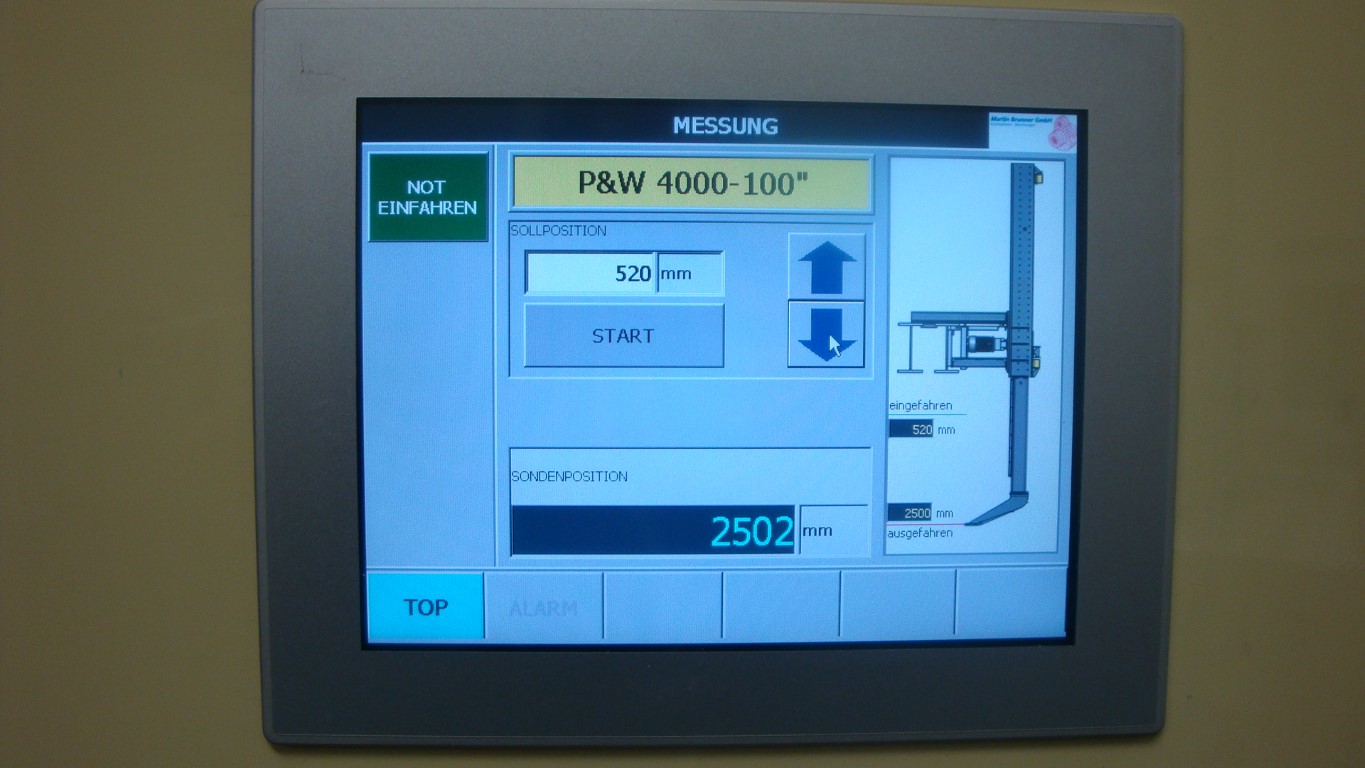 MESSUNG
Martin Brunner GmbH
NOT
EINFAHREN
P&W 4000-100"
SOLLPOSITION
520 mm
START
SONDENPOSITION
2502 mm
eingefahren
520 mm
2500 mm
ausgefahren
TOP
ALARM